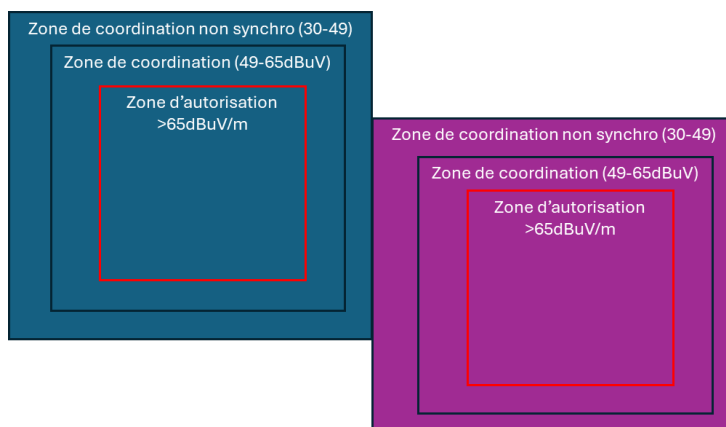 Zone de coordination non synchro (30-49)
Zone de coordination (49-65dBuV)
Zone d’autorisation
>65dBuV/m
Zone de coordination non synchro (30-49)
Zone de coordination (49-65dBuV)
Zone d’autorisation
>65dBuV/m